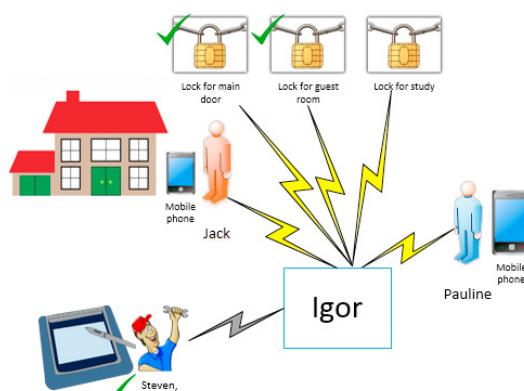 Lock for main
door
Lock for guest
room
Lock for study
Mobile
phone
Jack
Igor
Pauline
Mobile
phone
Steven,